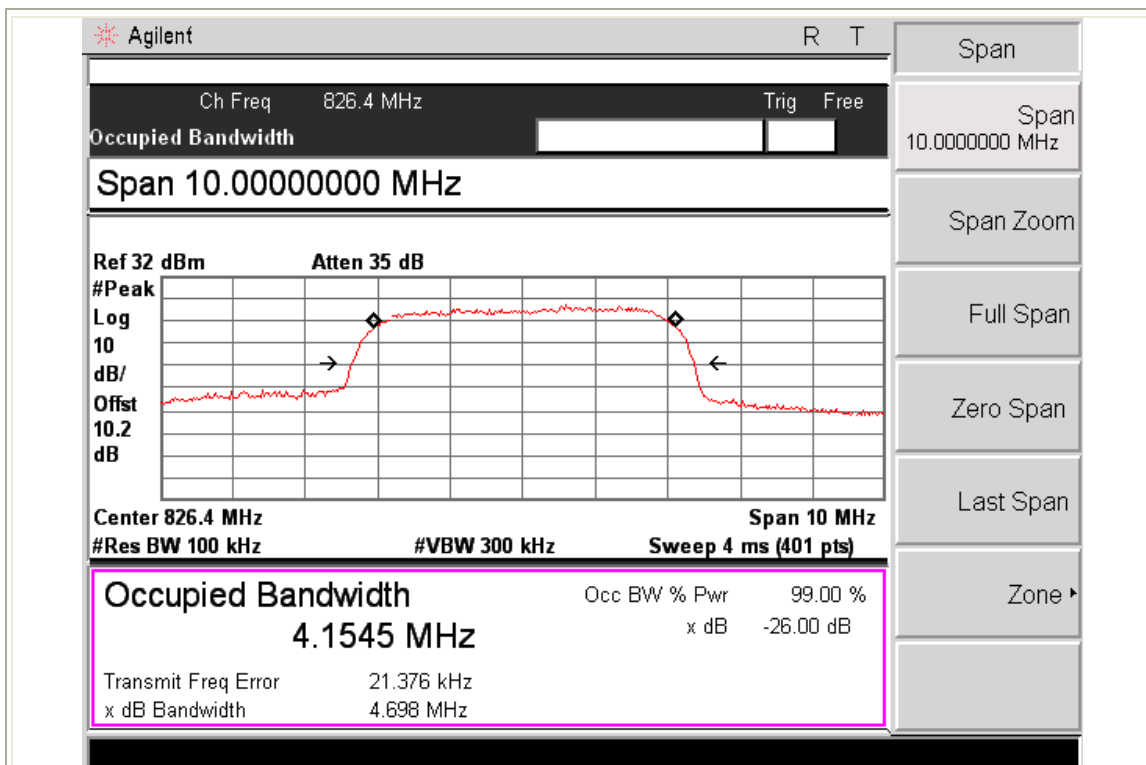 Agilent R T
Span
Ch Freq 826.4 MHz Trig Free
Occupied Bandwidth
Span
10.0000000 MHz
Span 10.00000000 MHz
Span Zoom
Ref 32 dBm Atten 35 dB
#Peak
Log
10
dB/
Offst
10.2
dB
Full Span
Zero Span
Last Span
Center 826.4 MHz Span 10 MHz
#Res BW 100 kHz #VBW 300 kHz Sweep 4 ms (401 pts)
Occupied Bandwidth Occ BW % Pwr 99.00 %
4.1545 MHz x dB -26.00 dB
Zone
Transmit Freq Error 21.376 kHz
x dB Bandwidth 4.698 MHz